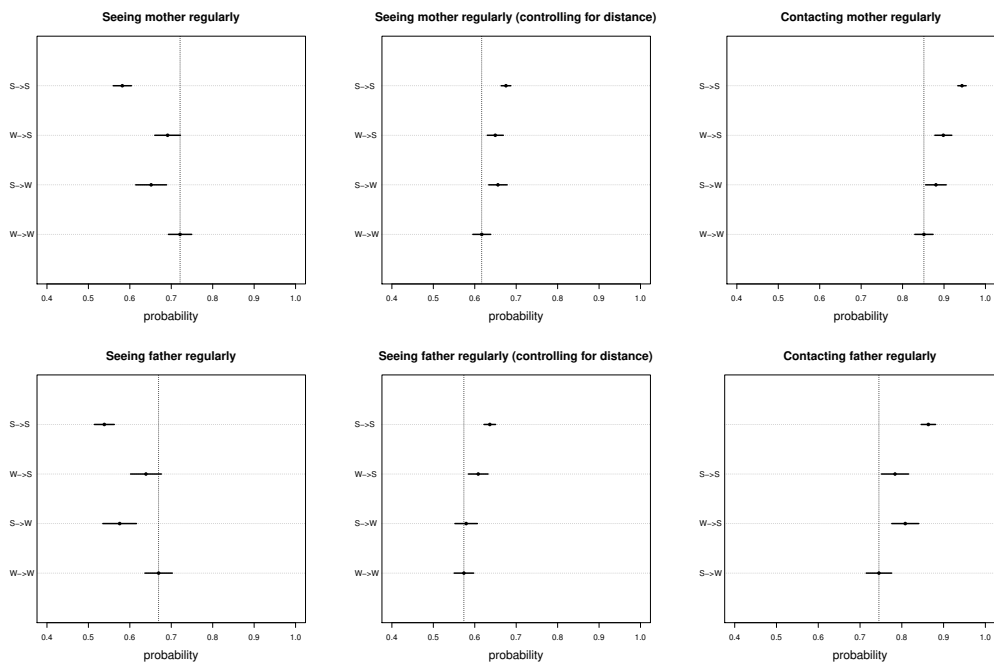 Seeing mother regularly
S−>S
W−>S
S−>W
W−>W
0.4 0.5 0.6 0.7 0.8 0.9 1.0
probability
Seeing mother regularly (controlling for distance)
S−>S
W−>S
S−>W
W−>W
0.4 0.5 0.6 0.7 0.8 0.9 1.0
probability
Contacting mother regularly
S−>S
W−>S
S−>W
W−>W
0.4 0.5 0.6 0.7 0.8 0.9 1.0
probability
Seeing father regularly
S−>S
W−>S
S−>W
W−>W
0.4 0.5 0.6 0.7 0.8 0.9 1.0
probability
Seeing father regularly (controlling for distance)
S−>S
W−>S
S−>W
W−>W
0.4 0.5 0.6 0.7 0.8 0.9 1.0
probability
Contacting father regularly
S−>S
W−>S
S−>W
0.4 0.5 0.6 0.7 0.8 0.9 1.0
probability